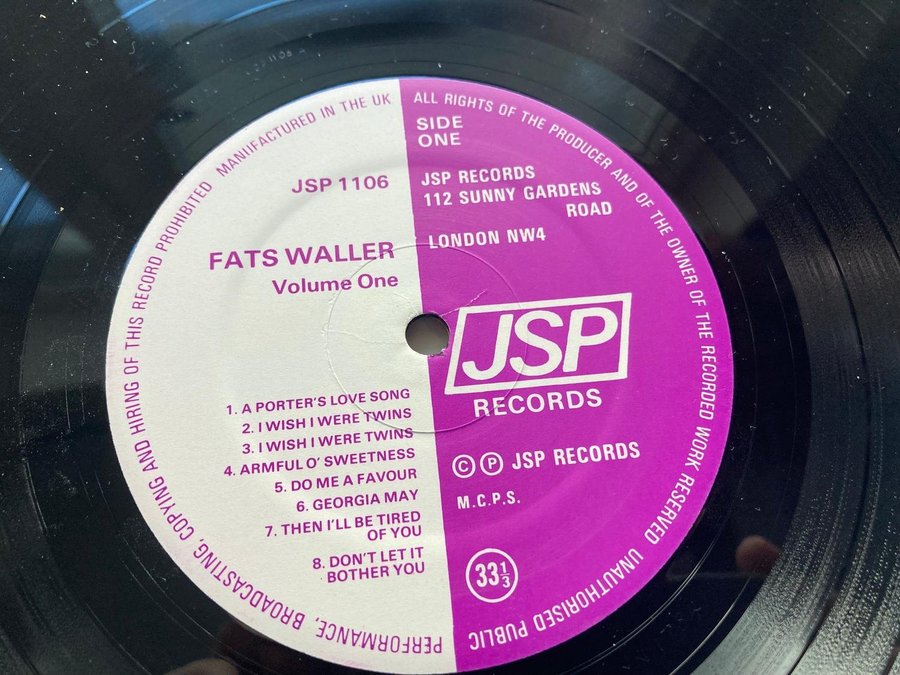 MANUFACTURED IN THE UK
ALL RIGHTS OF THE PRODUCER AND OF THE OWNER OF THE RECORDED WORK RESERVED UNAUTHORISED PUBLIC
PERFORMANCE, BROADCASTING, COPYING AND HIRING OF THIS RECORD PROHIBITED
JSP 1106
FATS WALLER
Volume One
1. A PORTER'S LOVE SONG
2. I WISH I WERE TWINS
3. I WISH I WERE TWINS
4. ARMFUL O' SWEETNESS
5. DO ME A FAVOUR
6. GEORGIA MAY
7. THEN I'LL BE TIRED
OF YOU
8. DON'T LET IT
BOTHER YOU
SIDE
ONE
JSP RECORDS
112 SUNNY GARDENS
ROAD
LONDON NW4
JSP
RECORDS
© ℗ JSP RECORDS
M.C.P.S.
33⅓